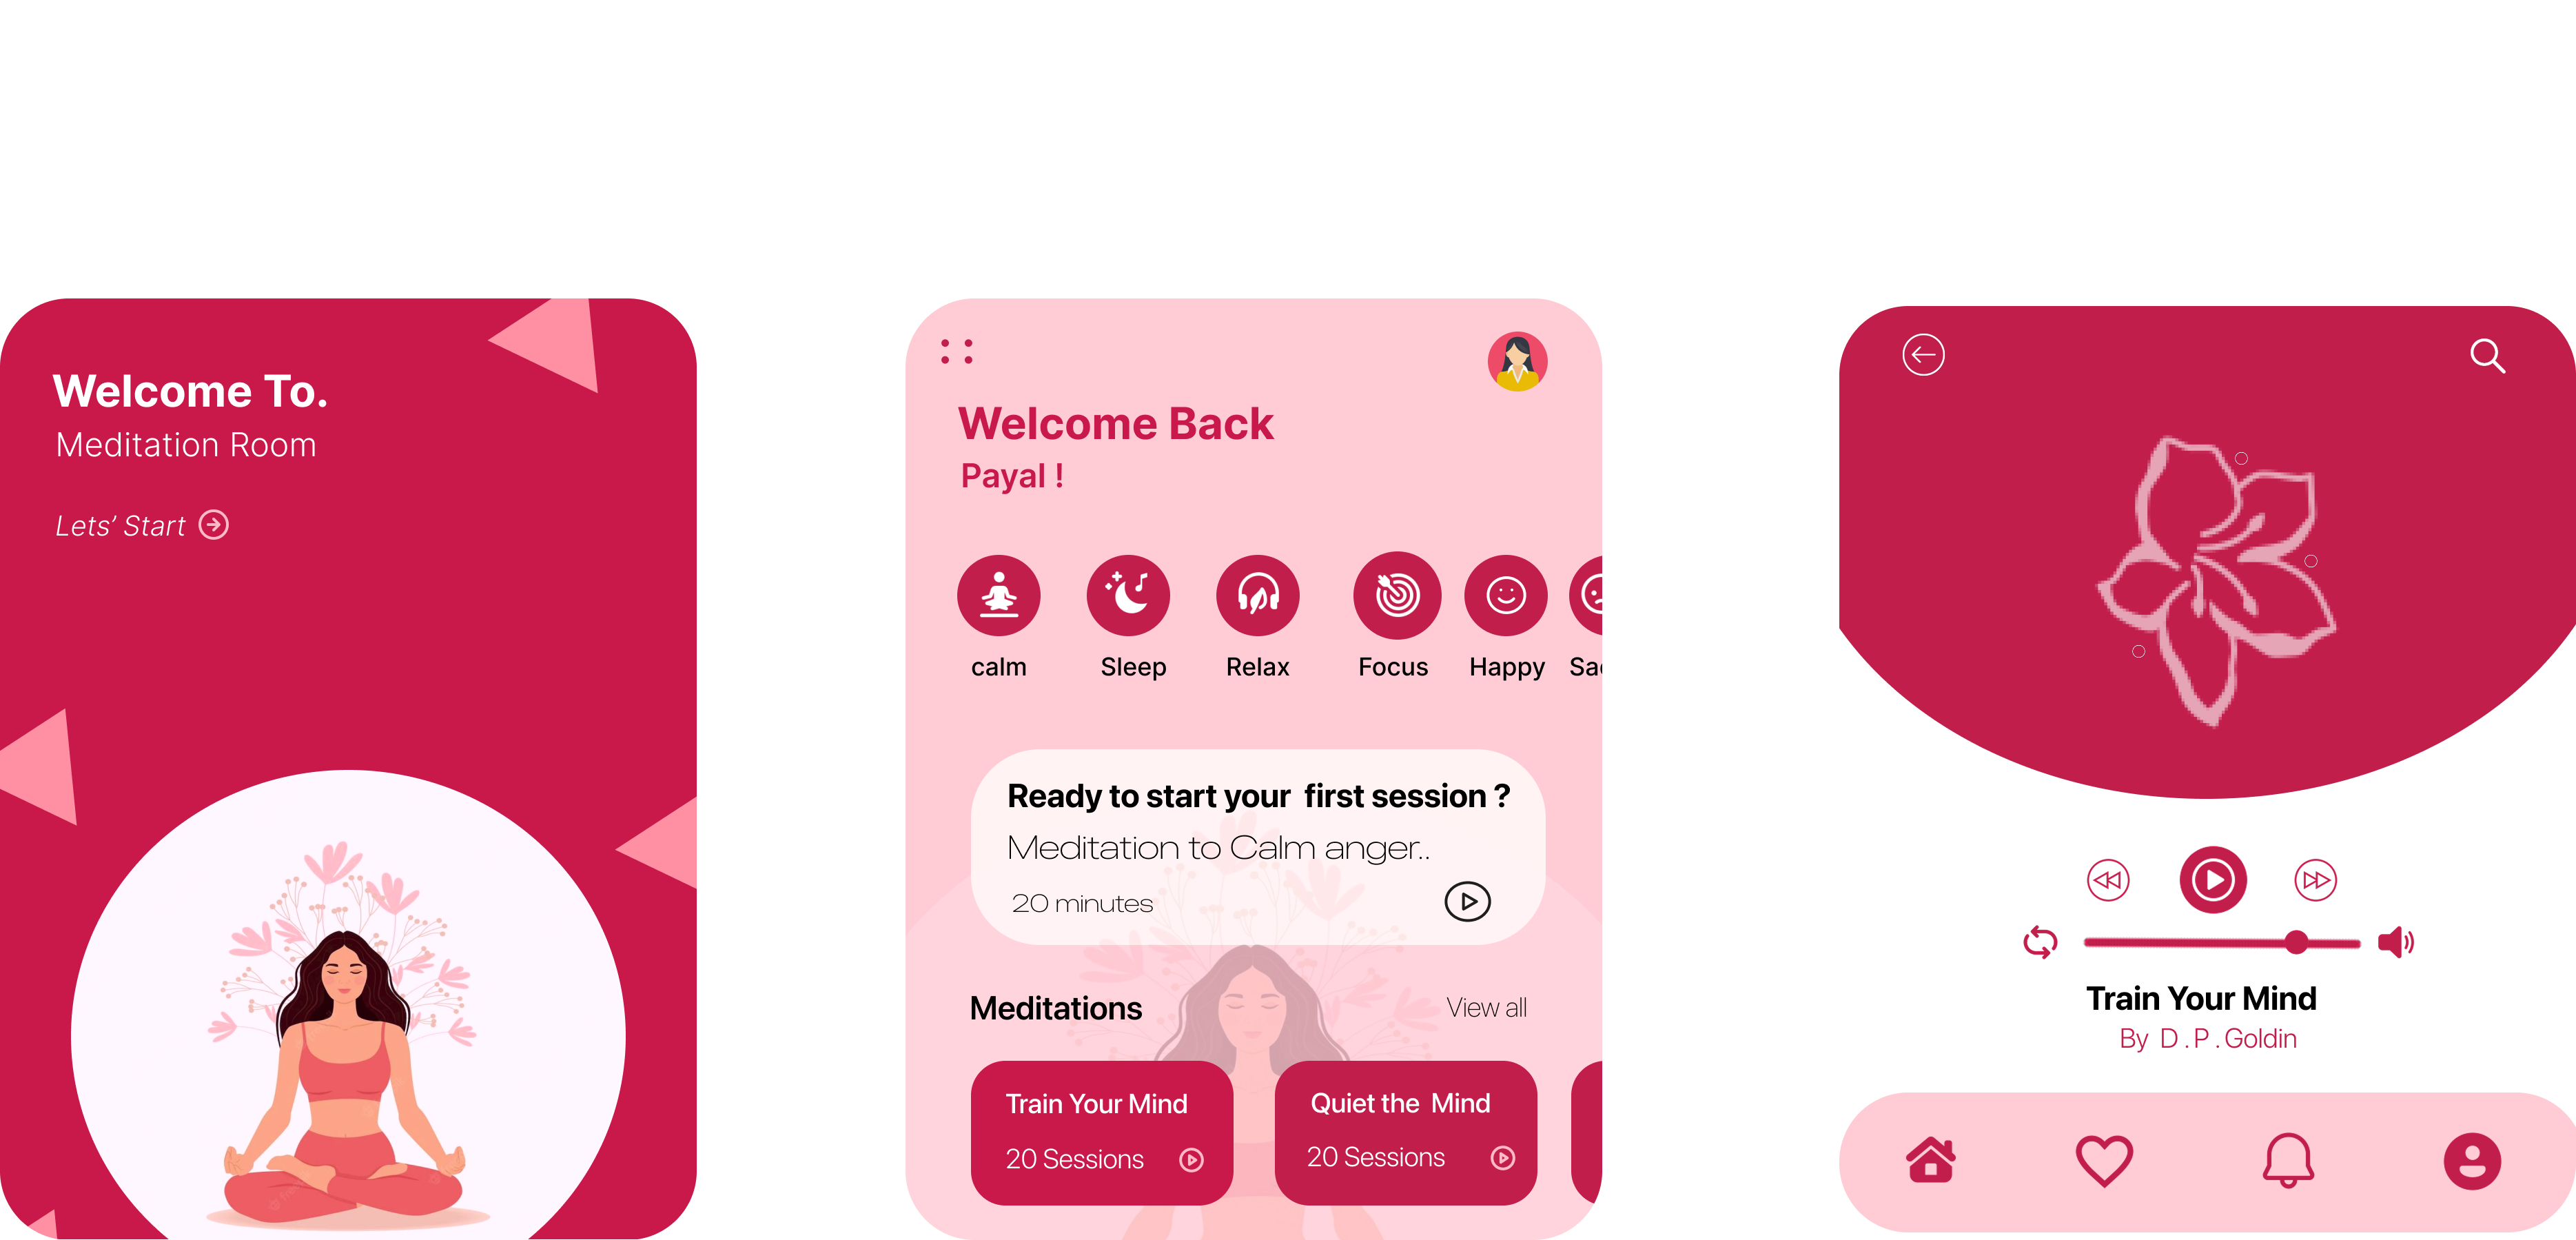 Welcome To.
Meditation Room
Lets’ Start
Welcome Back
Payal !
calm Sleep Relax Focus Happy
Ready to start your first session ?
Meditation to Calm anger..
20 minutes
Meditations View all
Train Your Mind
20 Sessions
Quiet the Mind
20 Sessions
Train Your Mind
By D . P . Goldin